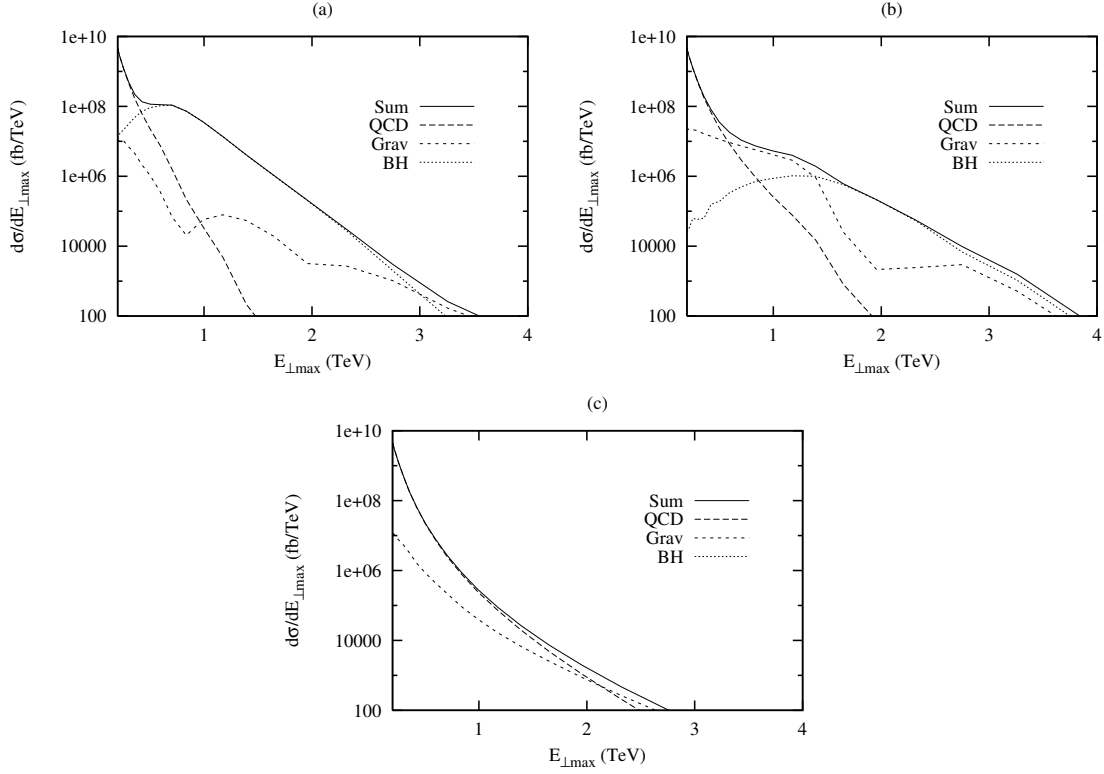 (a)
1e+10
1e+08
1e+06
10000
100
dσ/dE⊥max (fb/TeV)
Sum
QCD
Grav
BH
1 2 3 4
E⊥max (TeV)
(b)
1e+10
1e+08
1e+06
10000
100
dσ/dE⊥max (fb/TeV)
Sum
QCD
Grav
BH
1 2 3 4
E⊥max (TeV)
(c)
1e+10
1e+08
1e+06
10000
100
dσ/dE⊥max (fb/TeV)
Sum
QCD
Grav
BH
1 2 3 4
E⊥max (TeV)